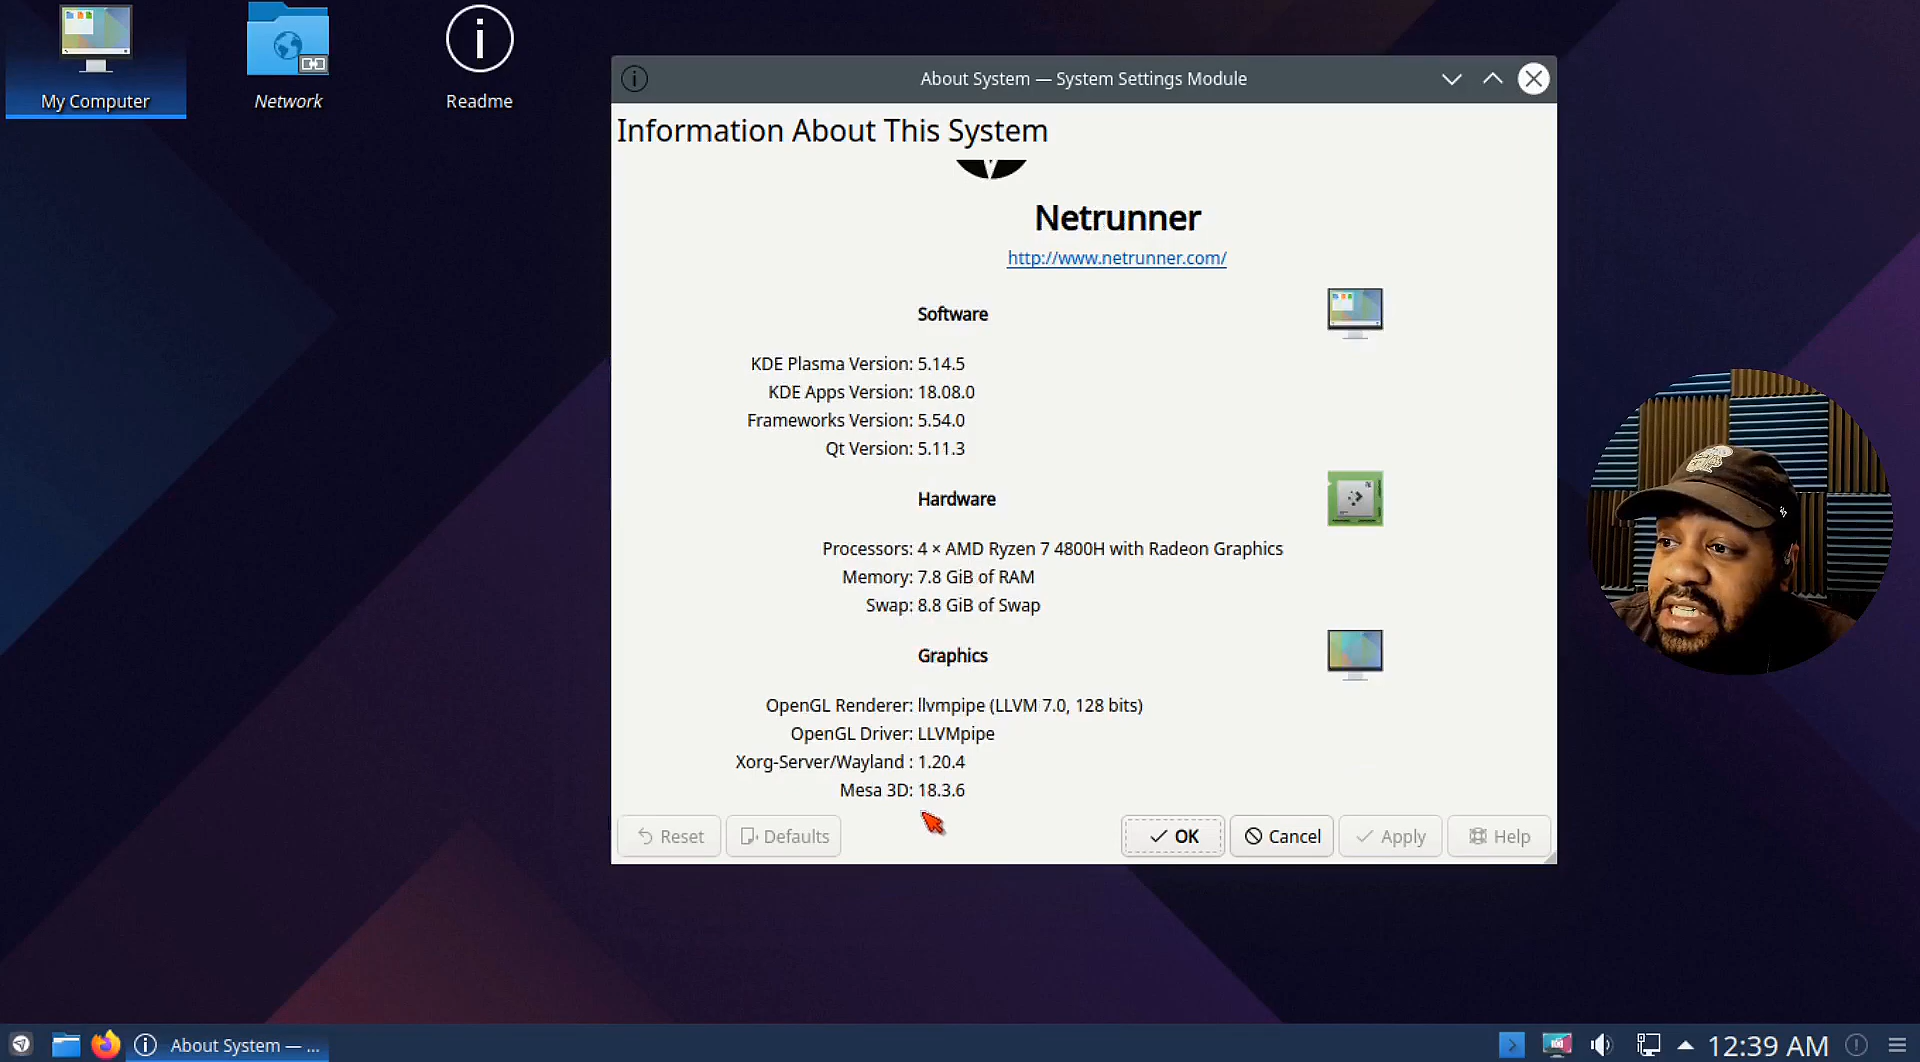 My Computer
Network
Readme
About System — System Settings Module
Information About This System
Netrunner
http://www.netrunner.com/
Software
KDE Plasma Version: 5.14.5
KDE Apps Version: 18.08.0
Frameworks Version: 5.54.0
Qt Version: 5.11.3
Hardware
Processors: 4 × AMD Ryzen 7 4800H with Radeon Graphics
Memory: 7.8 GiB of RAM
Swap: 8.8 GiB of Swap
Graphics
OpenGL Renderer: llvmpipe (LLVM 7.0, 128 bits)
OpenGL Driver: LLVMpipe
Xorg-Server/Wayland : 1.20.4
Mesa 3D: 18.3.6
Reset
Defaults
OK
Cancel
Apply
Help
About System — ...
12:39 AM